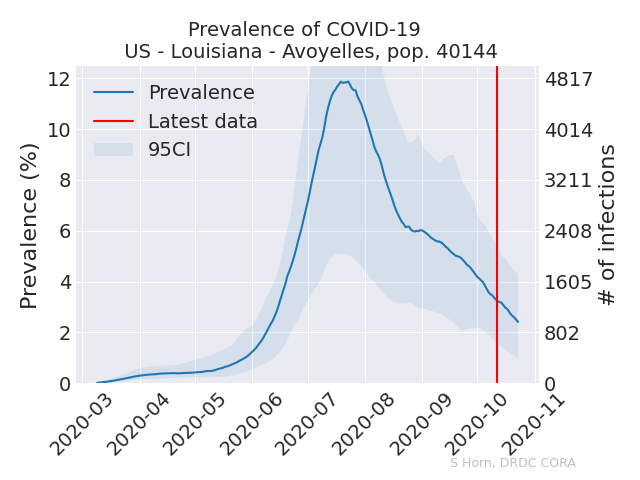 Prevalence of COVID-19
US - Louisiana - Avoyelles, pop. 40144
Prevalence (%)
12
10
8
6
4
2
0
Prevalence
Latest data
95CI
4817
4014
3211
2408
1605
802
0
# of infections
2020-03
2020-04
2020-05
2020-06
2020-07
2020-08
2020-09
2020-10
2020-11
S Horn, DRDC CORA